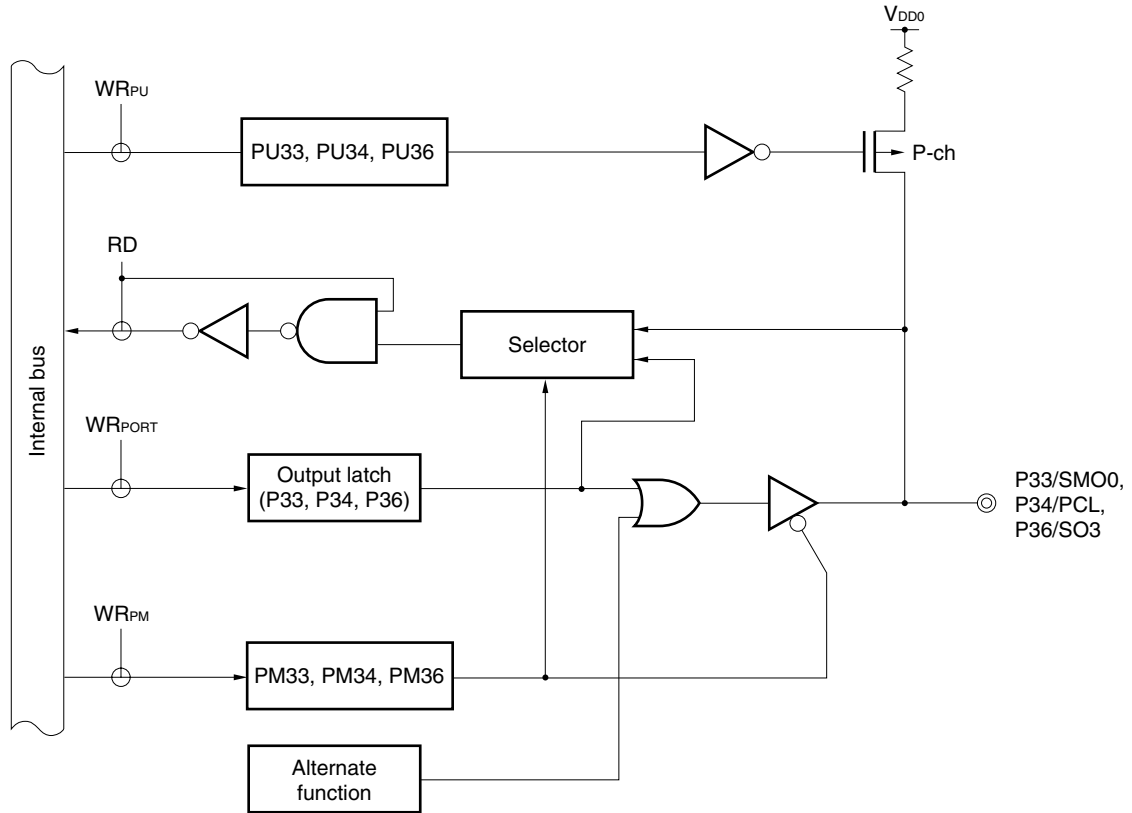 VDD0
WRPU
PU33, PU34, PU36
P-ch
RD
Selector
Internal bus
WRPORT
Output latch
(P33, P34, P36)
P33/SMO0,
P34/PCL,
P36/SO3
WRPM
PM33, PM34, PM36
Alternate
function